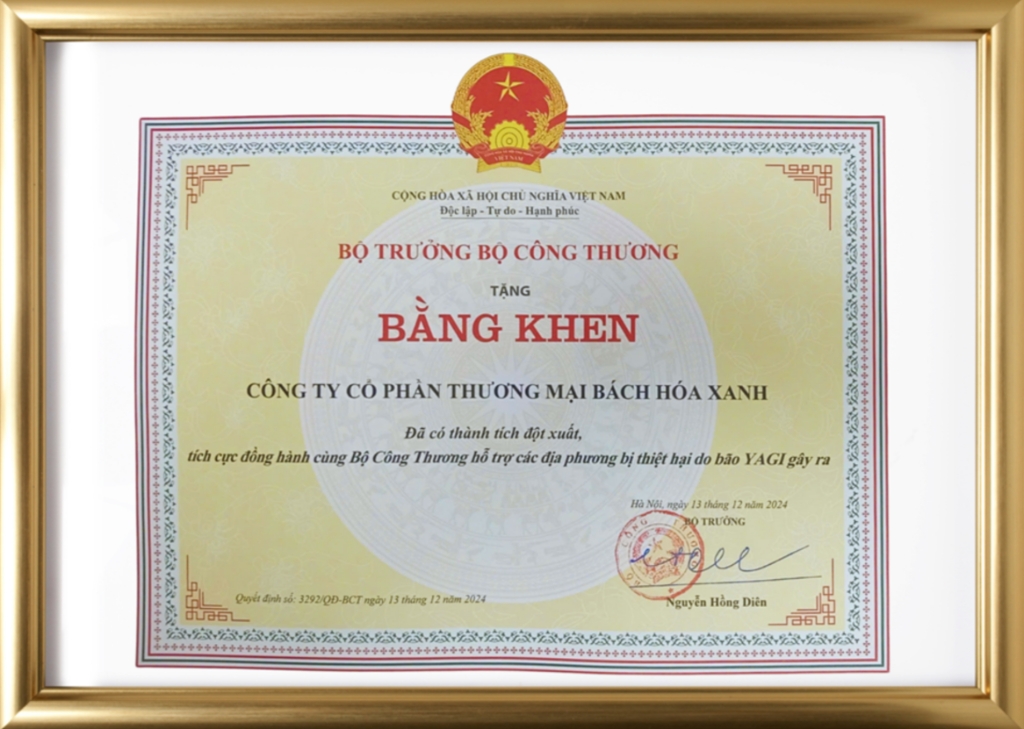 VIỆT NAM
CỘNG HÒA XÃ HỘI CHỦ NGHĨA VIỆT NAM
Độc lập - Tự do - Hạnh phúc
BỘ TRƯỞNG BỘ CÔNG THƯƠNG
TẶNG
BẰNG KHEN
CÔNG TY CỔ PHẦN THƯƠNG MẠI BÁCH HÓA XANH
Đã có thành tích đột xuất,
tích cực đồng hành cùng Bộ Công Thương hỗ trợ các địa phương bị thiệt hại do bão YAGI gây ra
Hà Nội, ngày 13 tháng 12 năm 2024
BỘ TRƯỞNG
Nguyễn Hồng Diên
Quyết định số: 3292/QĐ-BCT ngày 13 tháng 12 năm 2024